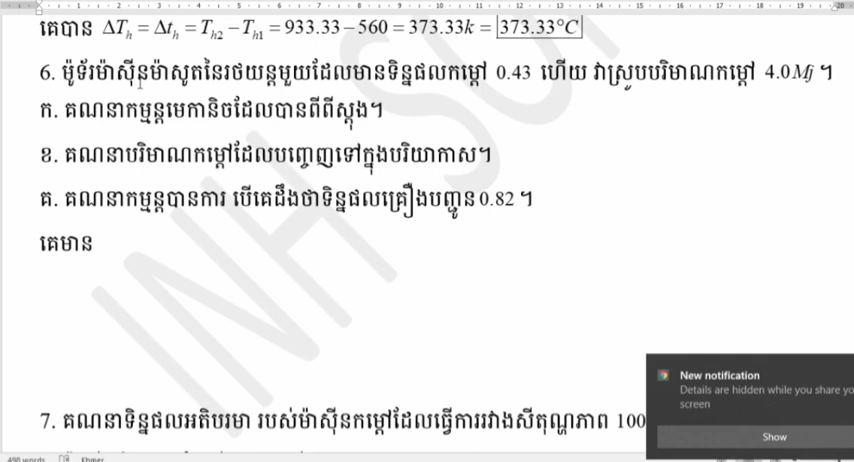 គេបាន ΔT_h = Δt_h = T_h2 − T_h1 = 933.33 − 560 = 373.33k = 373.33°C
6. ម៉ូទ័រម៉ាស៊ីនម៉ាសូតនៃរថយន្តមួយដែលមានទិន្នផលកម្ដៅ 0.43 ហើយ វាស្រូបបរិមាណកម្ដៅ 4.0Mj ។
ក. គណនាកម្មន្តមេកានិចដែលបានពីពីស្តុង។
ខ. គណនាបរិមាណកម្ដៅដែលបញ្ចេញទៅក្នុងបរិយាកាស។
គ. គណនាកម្មន្តបានការ បើគេដឹងថាទិន្នផលគ្រឿងបញ្ជូន 0.82 ។
គេមាន
INH SC
New notification
Details are hidden while you share yo
screen
Show
7. គណនាទិន្នផលអតិបរមា របស់ម៉ាស៊ីនកម្ដៅដែលធ្វើការរវាងសីតុណ្ហភាព 100
498 words Khmer